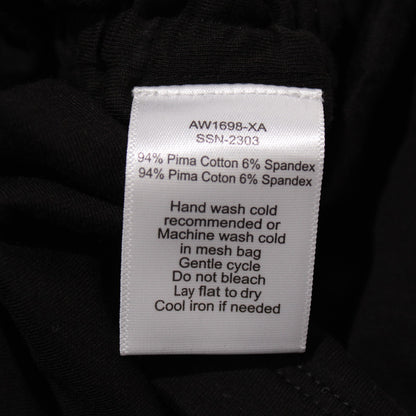 AW1698-XA
SSN-2303
94% Pima Cotton 6% Spandex
94% Pima Coton 6% Spandex
Hand wash cold
recommended or
Machine wash cold
in mesh bag
Gentle cycle
Do not bleach
Lay flat to dry
Cool iron if needed